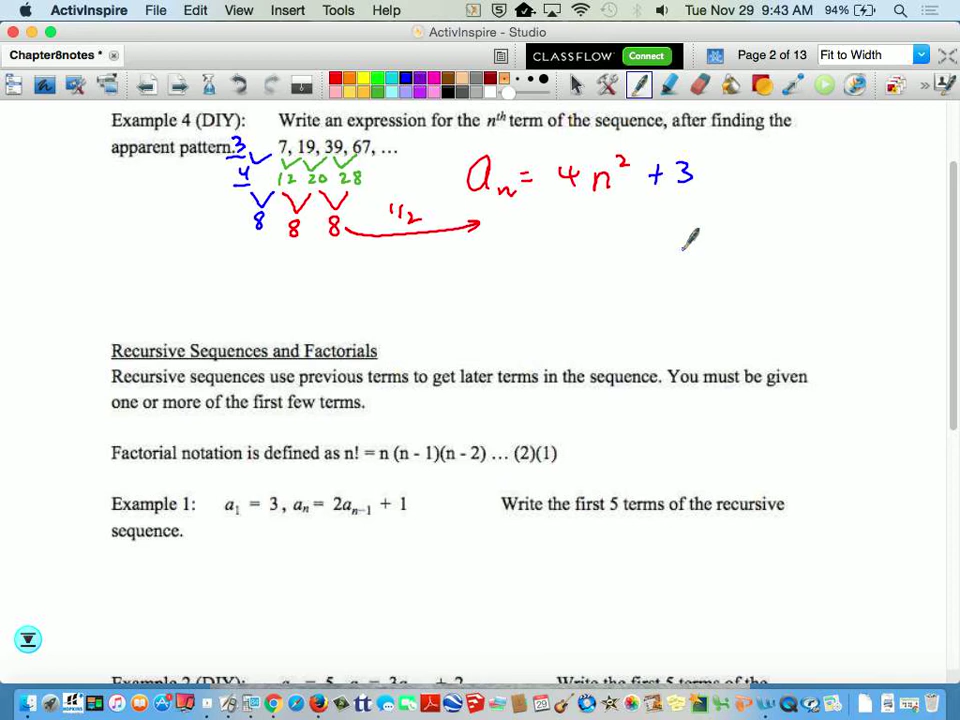 ActivInspire File Edit View Insert Tools Help Tue Nov 29 9:43 AM 94%
ActivInspire - Studio
Chapter8notes * CLASSFLOW Connect Page 2 of 13 Fit to Width
Example 4 (DIY): Write an expression for the nth term of the sequence, after finding the
apparent pattern. 3 7, 19, 39, 67, …
4 12 20 28 aₙ = 4n² + 3
8 8 8 1/2
Recursive Sequences and Factorials
Recursive sequences use previous terms to get later terms in the sequence. You must be given
one or more of the first few terms.
Factorial notation is defined as n! = n (n - 1)(n - 2) … (2)(1)
Example 1: a₁ = 3, aₙ = 2aₙ₋₁ + 1 Write the first 5 terms of the recursive
sequence.